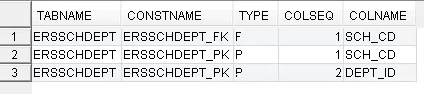 TABNAME CONSTNAME TYPE COLSEQ COLNAME
1 ERSSCHDEPT ERSSCHDEPT_FK F 1 SCH_CD
2 ERSSCHDEPT ERSSCHDEPT_PK P 1 SCH_CD
3 ERSSCHDEPT ERSSCHDEPT_PK P 2 DEPT_ID